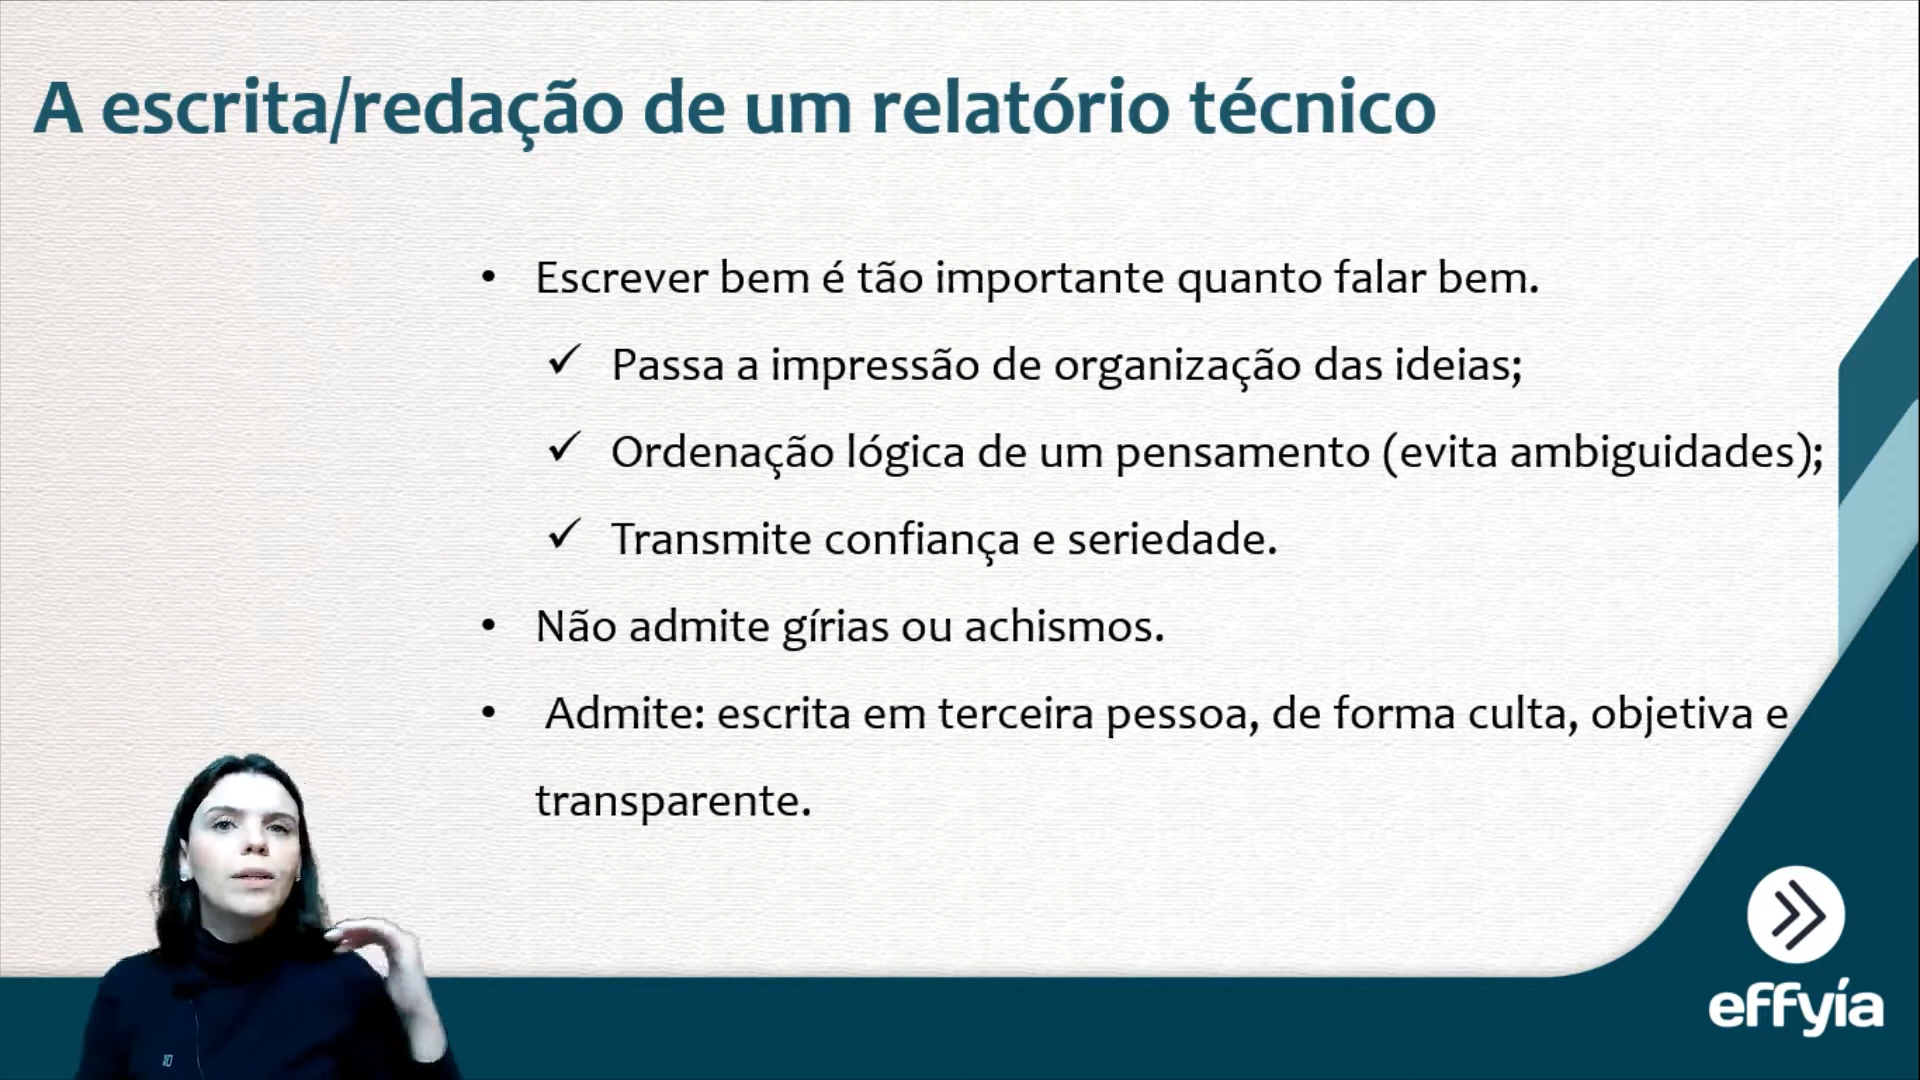 A escrita/redação de um relatório técnico
• Escrever bem é tão importante quanto falar bem.
✓ Passa a impressão de organização das ideias;
✓ Ordenação lógica de um pensamento (evita ambiguidades);
✓ Transmite confiança e seriedade.
• Não admite gírias ou achismos.
• Admite: escrita em terceira pessoa, de forma culta, objetiva e
transparente.
effyía